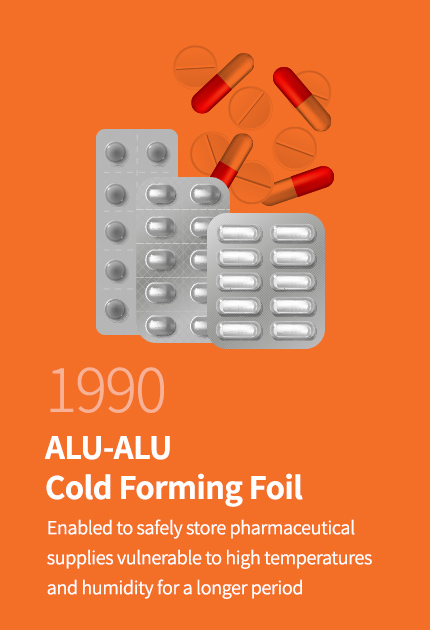 1990
ALU-ALU
Cold Forming Foil
Enabled to safely store pharmaceutical
supplies vulnerable to high temperatures
and humidity for a longer period